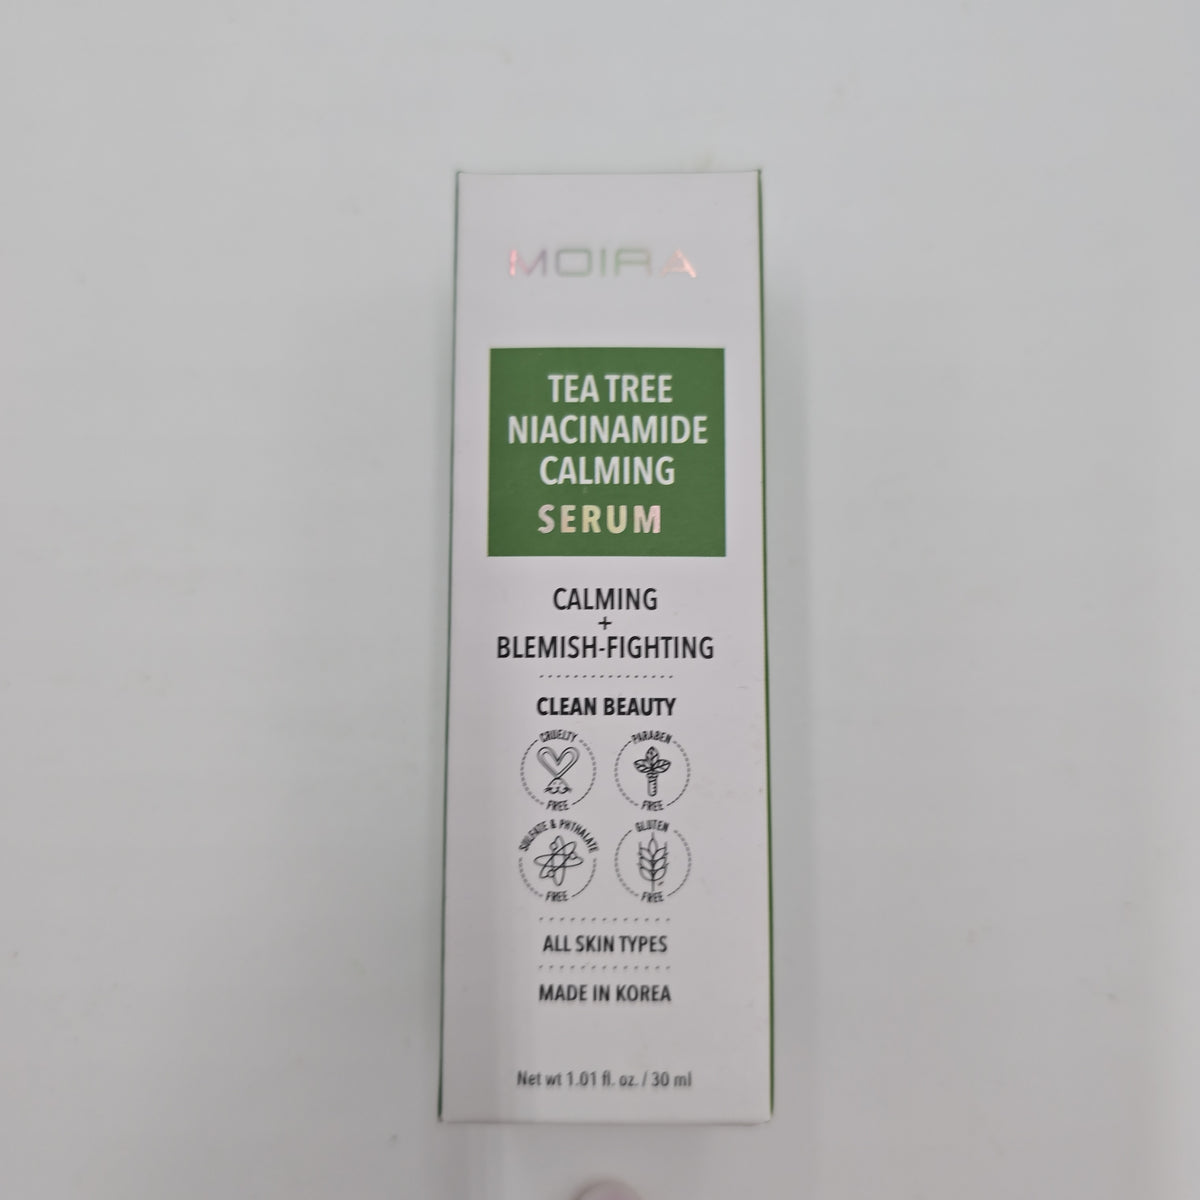 MOIRA
TEA TREE
NIACINAMIDE
CALMING
SERUM
CALMING
+
BLEMISH-FIGHTING
CLEAN BEAUTY
CRUELTY
FREE
PARABEN
FREE
SULFATE & PHTHALATE
FREE
GLUTEN
FREE
ALL SKIN TYPES
MADE IN KOREA
Net wt 1.01 fl. oz. / 30 ml